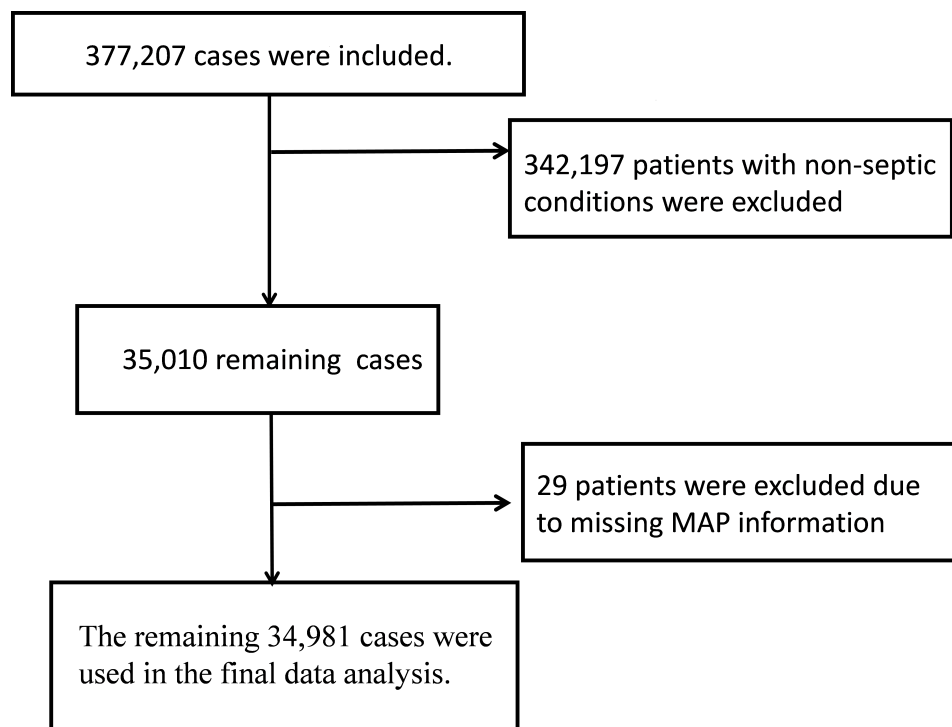 377,207 cases were included.
342,197 patients with non-septic
conditions were excluded
35,010 remaining cases
29 patients were excluded due
to missing MAP information
The remaining 34,981 cases were
used in the final data analysis.